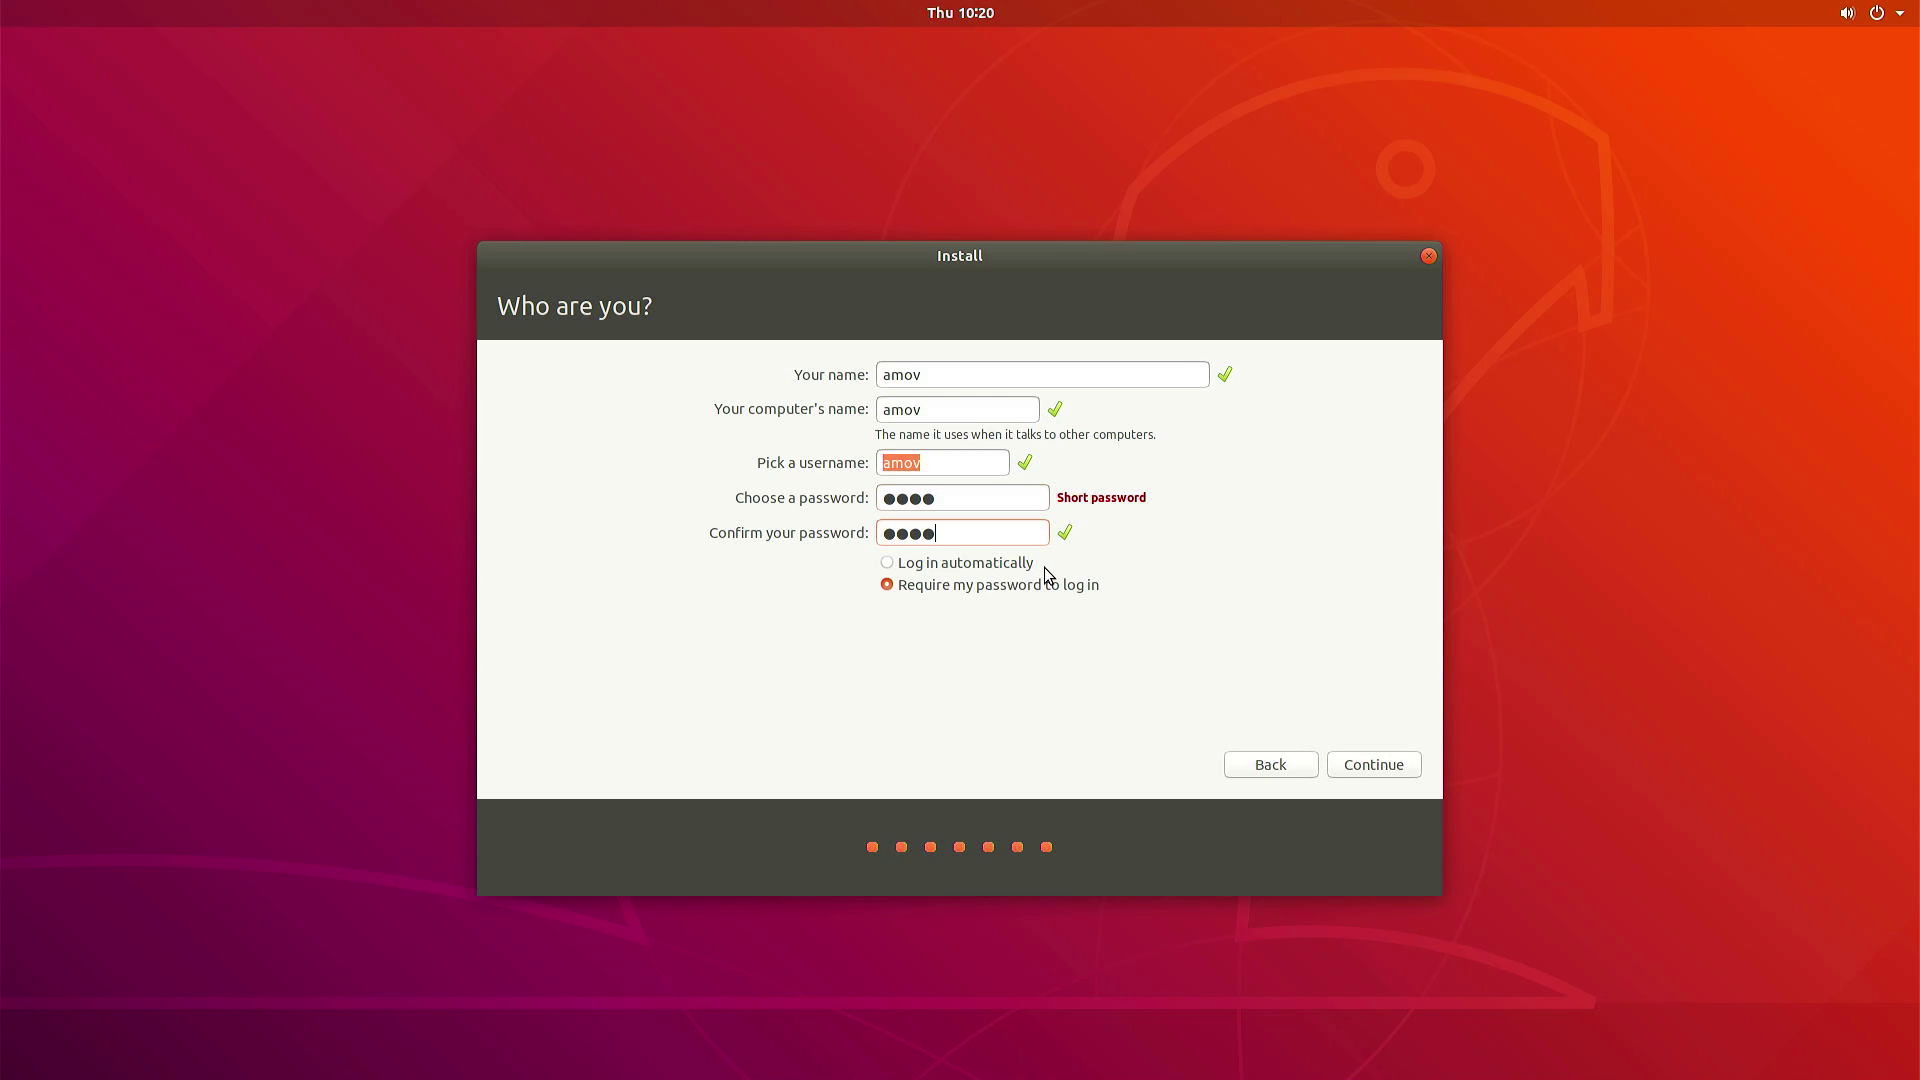 Thu 10:20
Install
Who are you?
Your name: amov
Your computer's name: amov
The name it uses when it talks to other computers.
Pick a username: amov
Choose a password: ●●●● Short password
Confirm your password: ●●●●
Log in automatically
Require my password to log in
Back Continue